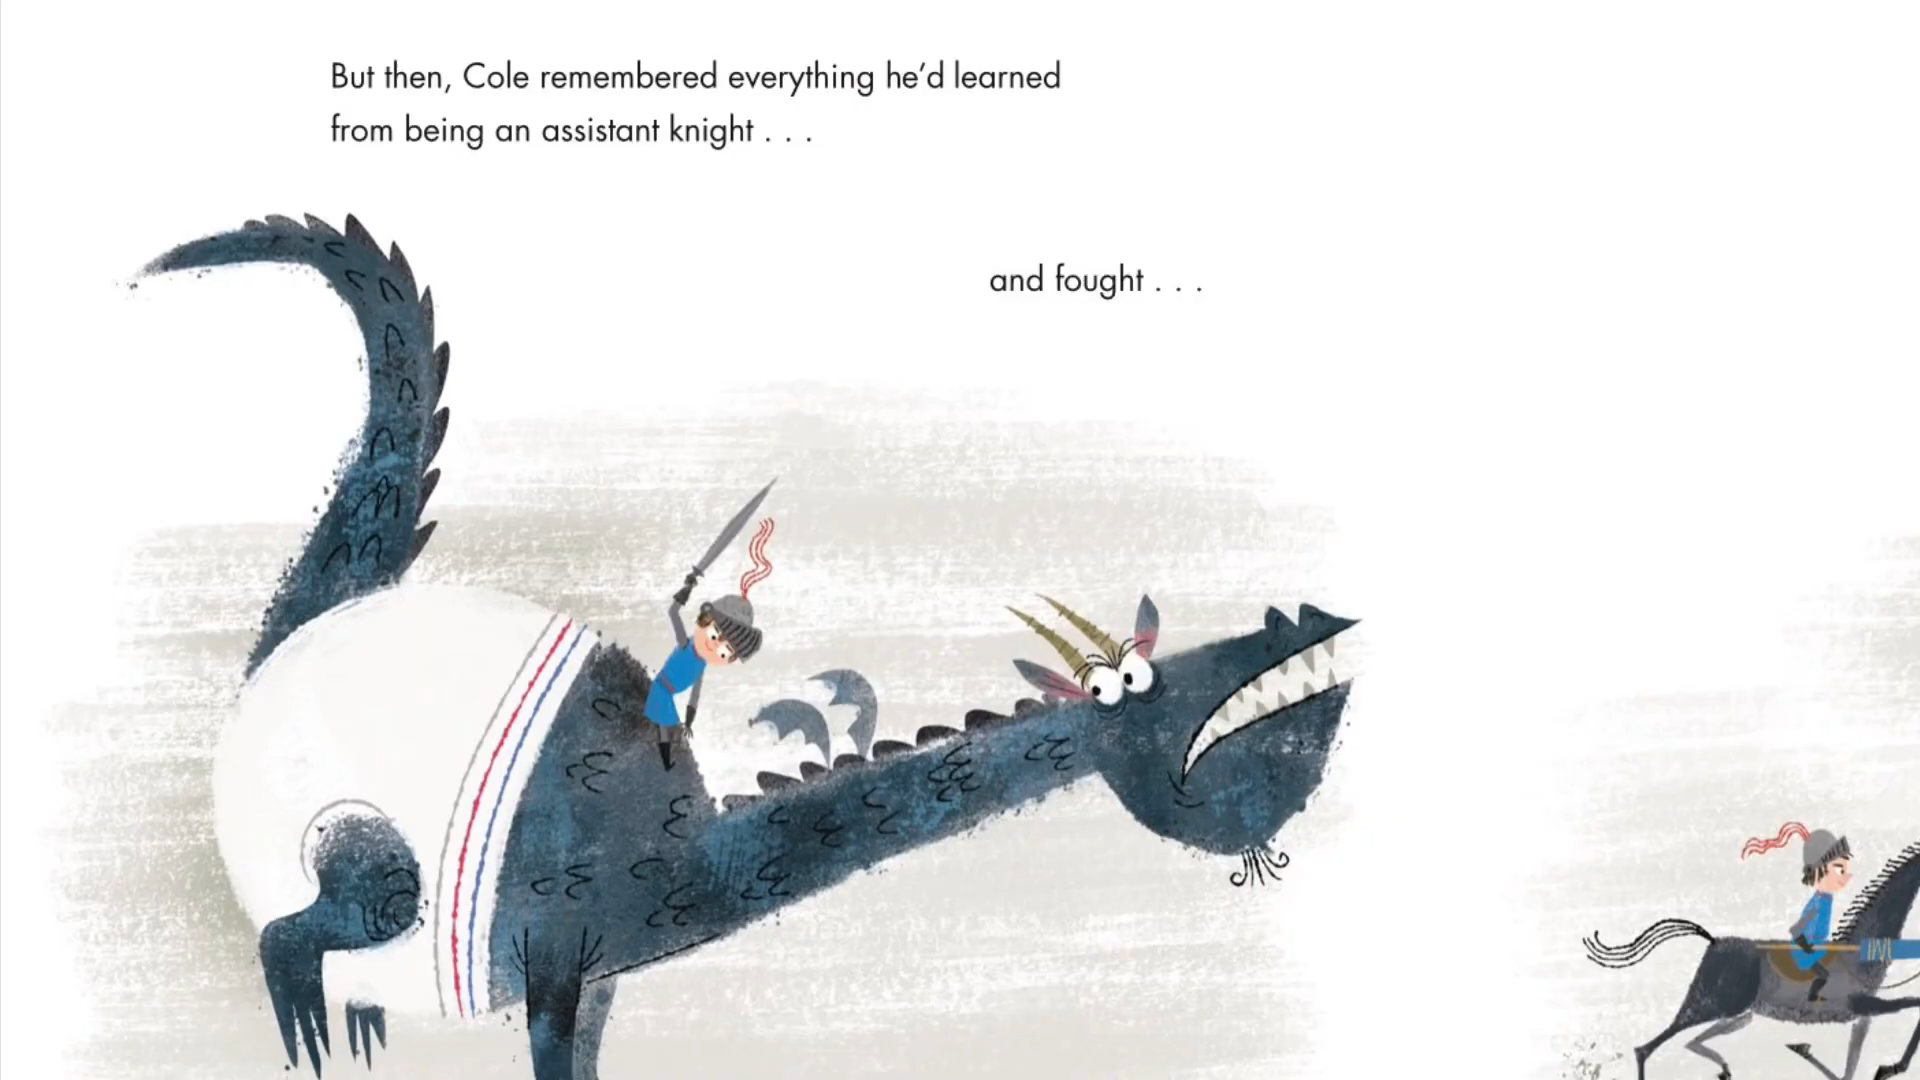 But then, Cole remembered everything he’d learned
from being an assistant knight . . .
and fought . . .